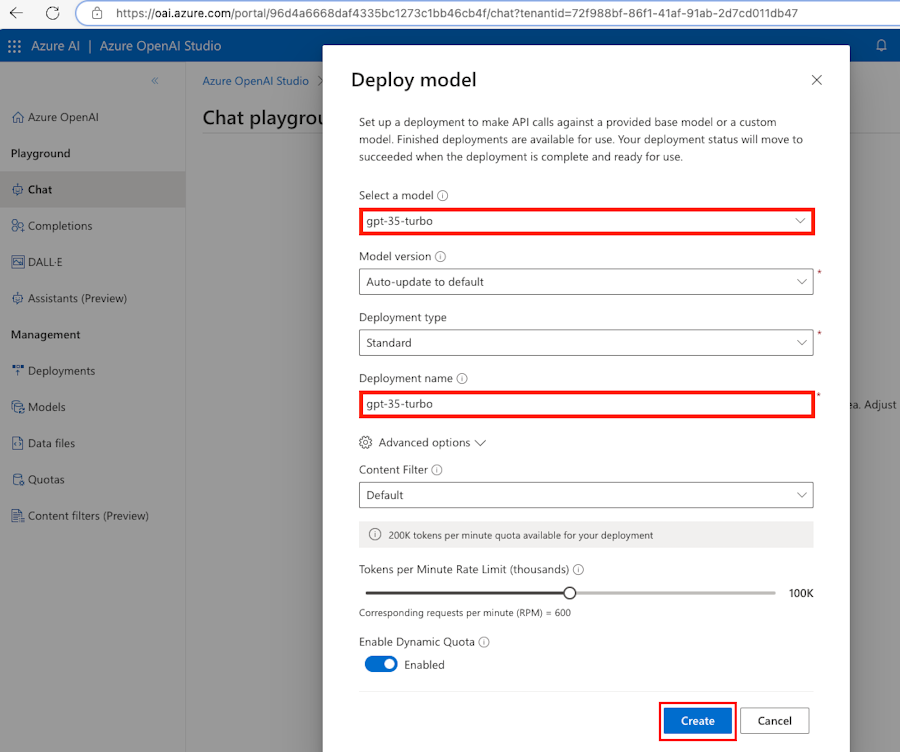 https://oai.azure.com/portal/96d4a6668daf4335bc1273c1bb46cb4f/chat?tenantid=72f988bf-86f1-41af-91ab-2d7cd011db47
Azure AI | Azure OpenAI Studio
«
Azure OpenAI
Playground
Chat
Completions
DALL·E
Assistants (Preview)
Management
Deployments
Models
Data files
Quotas
Content filters (Preview)
Azure OpenAI Studio >
Chat playgrou
Deploy model
Set up a deployment to make API calls against a provided base model or a custom
model. Finished deployments are available for use. Your deployment status will move to
succeeded when the deployment is complete and ready for use.
Select a model
gpt-35-turbo
Model version
Auto-update to default *
Deployment type
Standard *
Deployment name
gpt-35-turbo *
Advanced options
Content Filter
Default
200K tokens per minute quota available for your deployment
Tokens per Minute Rate Limit (thousands)
100K
Corresponding requests per minute (RPM) = 600
Enable Dynamic Quota
Enabled
Create Cancel
ea. Adjust